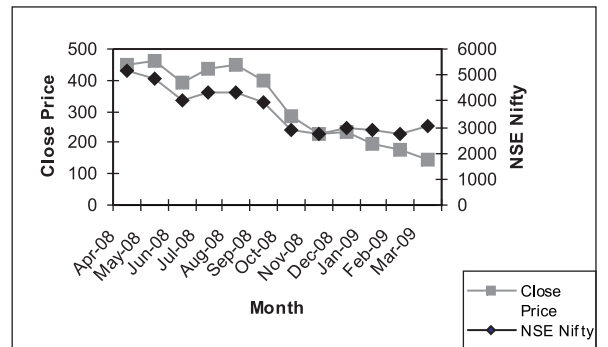 500
400
300
200
100
0
Close Price
6000
5000
4000
3000
2000
1000
0
NSE Nifty
Apr-08
May-08
Jun-08
Jul-08
Aug-08
Sep-08
Oct-08
Nov-08
Dec-08
Jan-09
Feb-09
Mar-09
Month
Close
Price
NSE Nifty